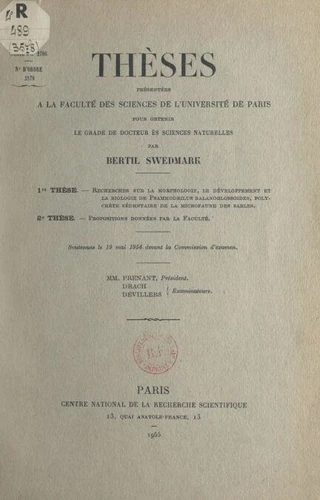 R
489
(3678)
N° D'ORDRE
2878
THÈSES
PRÉSENTÉES
A LA FACULTÉ DES SCIENCES DE L'UNIVERSITÉ DE PARIS
POUR OBTENIR
LE GRADE DE DOCTEUR ÈS SCIENCES NATURELLES
PAR
BERTIL SWEDMARK
1re THÈSE. — RECHERCHES SUR LA MORPHOLOGIE, LE DÉVELOPPEMENT ET
LA BIOLOGIE DE PSAMMODRILUS BALANOGLOSSOIDES, POLY-
CHÈTE SÉDENTAIRE DE LA MICROFAUNE DES SABLES.
2e THÈSE. — PROPOSITIONS DONNÉES PAR LA FACULTÉ.
Soutenues le 19 mai 1954 devant la Commission d'examen.
MM. PRENANT, Président.
DRACH
DEVILLERS } Examinateurs.
PARIS
CENTRE NATIONAL DE LA RECHERCHE SCIENTIFIQUE
13, QUAI ANATOLE-FRANCE, 13
1955